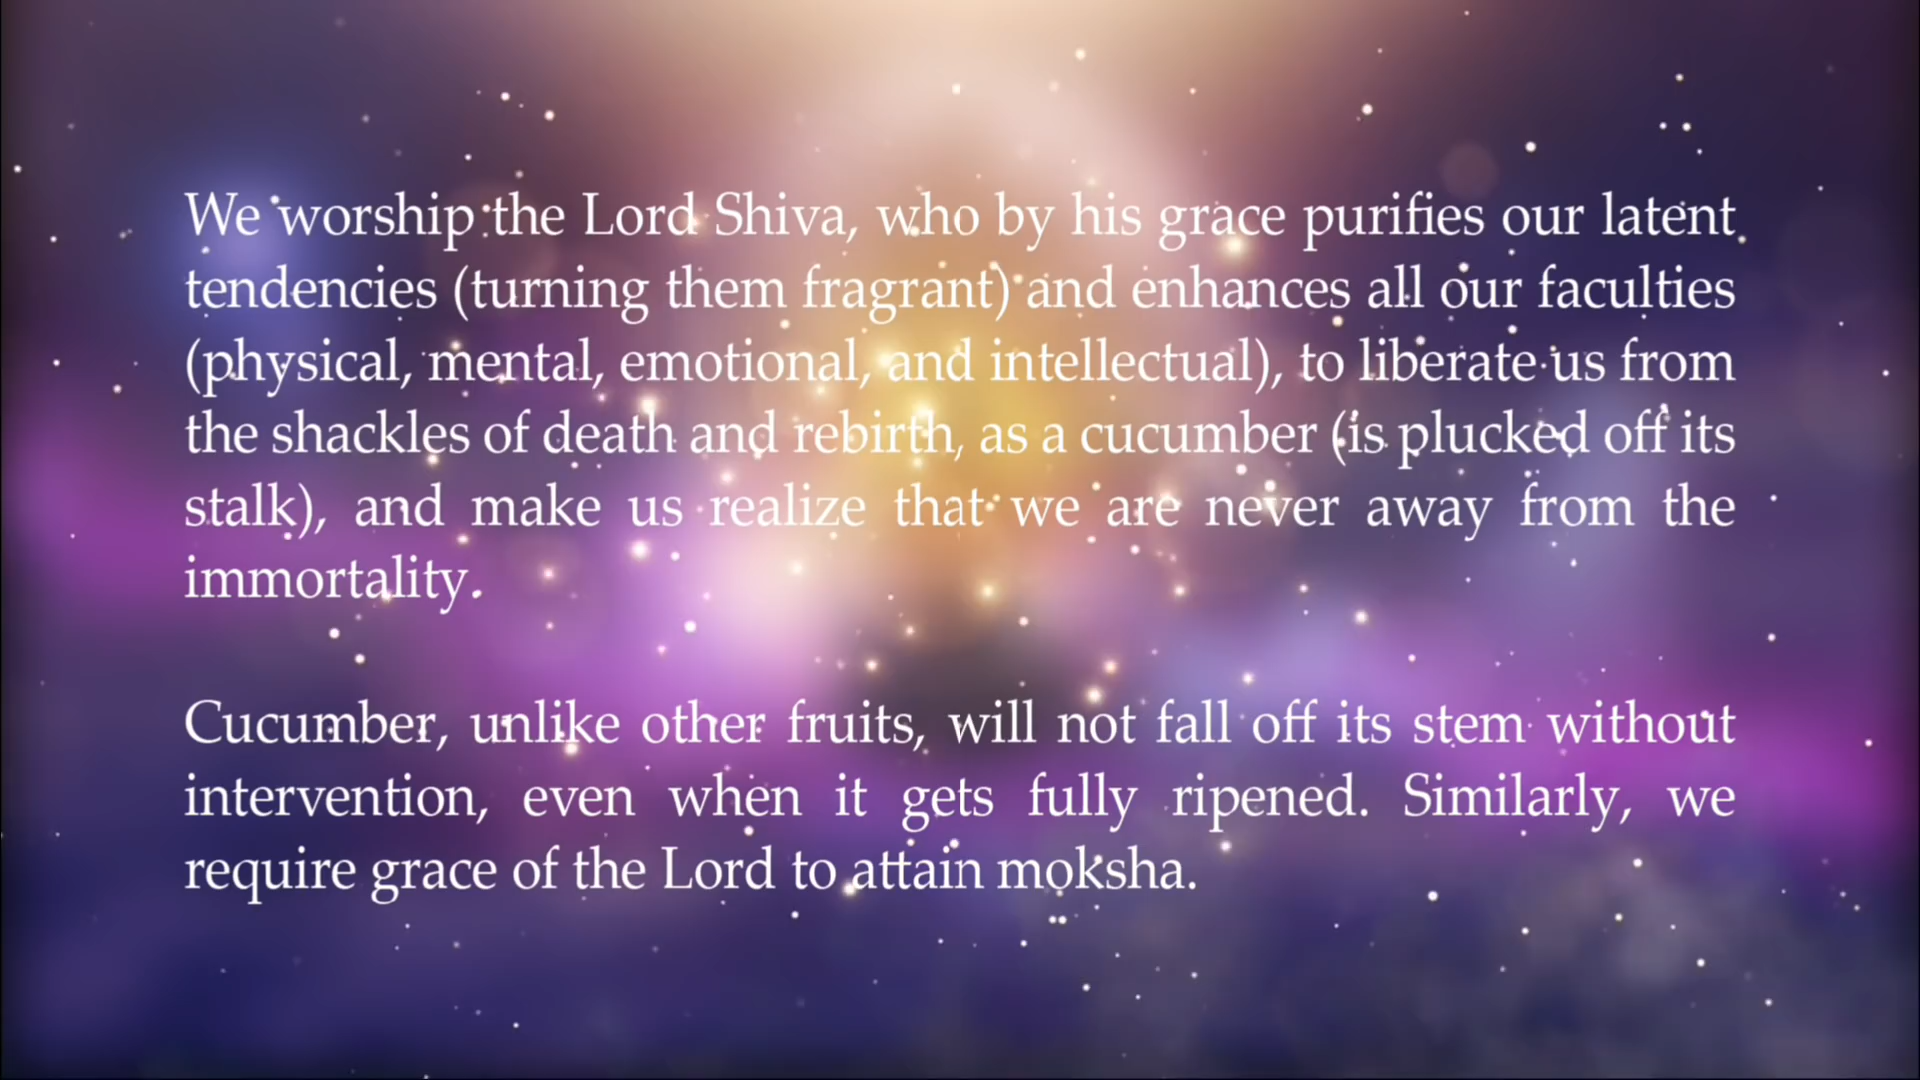 We worship the Lord Shiva, who by his grace purifies our latent
tendencies (turning them fragrant) and enhances all our faculties
(physical, mental, emotional, and intellectual), to liberate us from
the shackles of death and rebirth, as a cucumber (is plucked off its
stalk), and make us realize that we are never away from the
immortality.
Cucumber, unlike other fruits, will not fall off its stem without
intervention, even when it gets fully ripened. Similarly, we
require grace of the Lord to attain moksha.